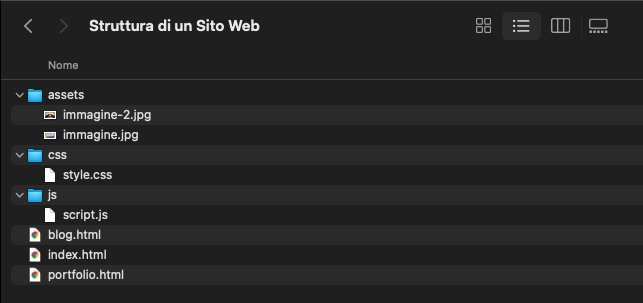 Struttura di un Sito Web
Nome
assets
immagine-2.jpg
immagine.jpg
css
style.css
js
script.js
blog.html
index.html
portfolio.html